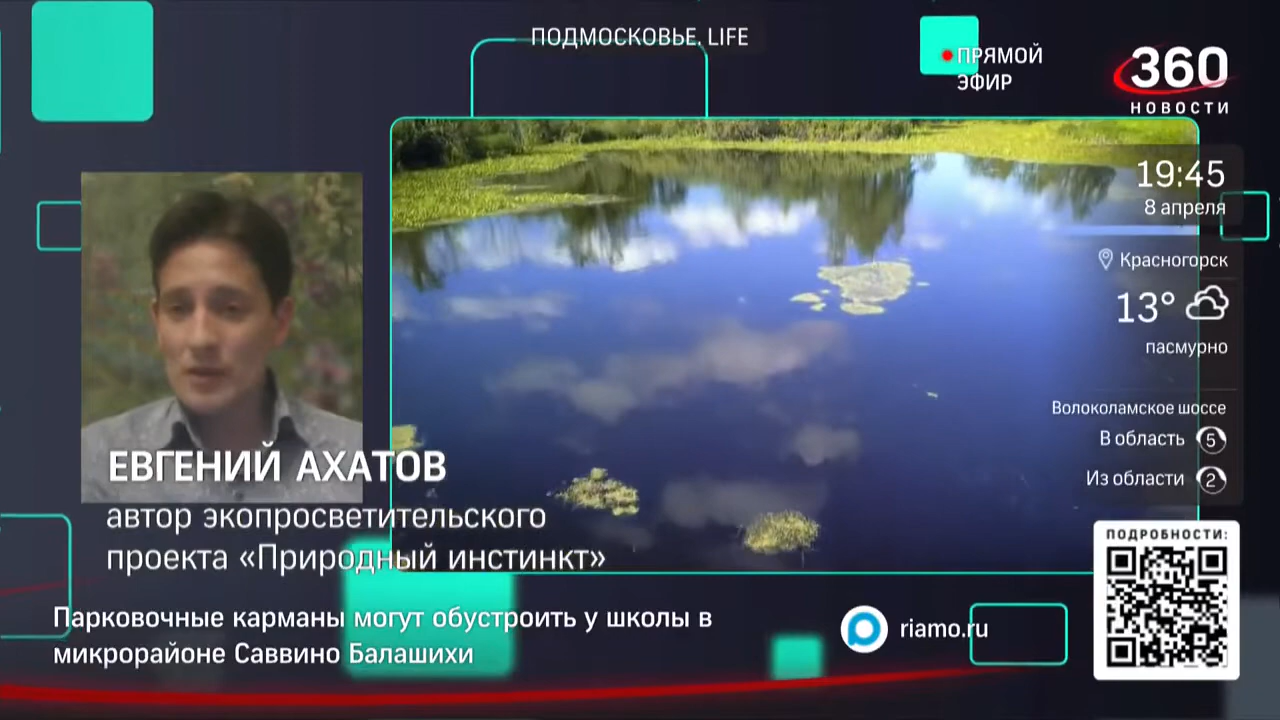 ПОДМОСКОВЬЕ. LIFE
ПРЯМОЙ
ЭФИР
360
НОВОСТИ
19:45
8 апреля
Красногорск
13°
пасмурно
Волоколамское шоссе
В область 5
Из области 2
ЕВГЕНИЙ АХАТОВ
автор экопросветительского
проекта «Природный инстинкт»
ПОДРОБНОСТИ:
Парковочные карманы могут обустроить у школы в
микрорайоне Саввино Балашихи
riamo.ru